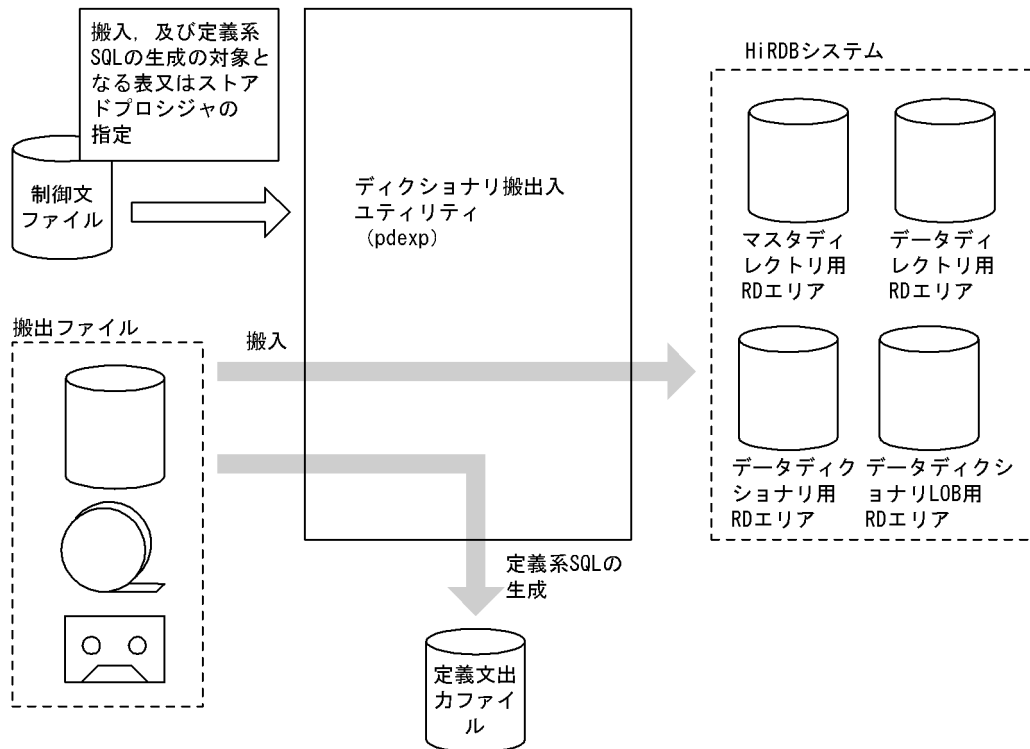 搬入，及び定義系
SQLの生成の対象と
なる表又はストア
ドプロシジャの
指定
制御文
ファイル
ディクショナリ搬出入
ユティリティ
（pdexp）
HiRDBシステム
マスタディ
レクトリ用
RDエリア
データディ
レクトリ用
RDエリア
データディク
ショナリ用
RDエリア
データディクシ
ョナリLOB用
RDエリア
搬出ファイル
搬入
定義系SQLの
生成
定義文出
力ファイ
ル